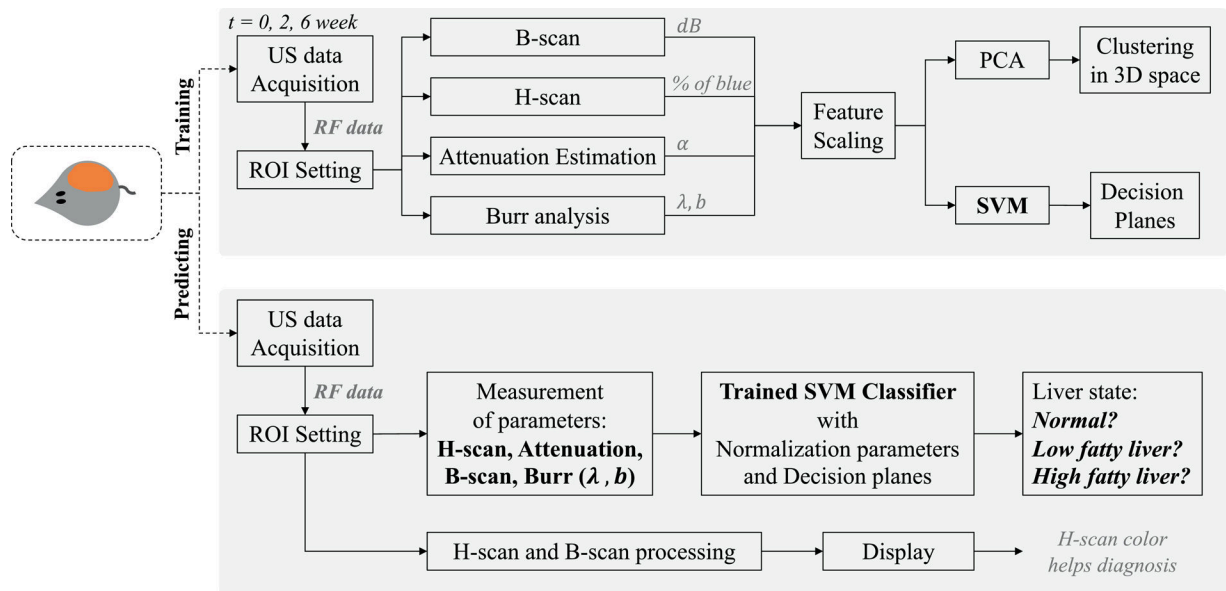 t = 0, 2, 6 week
Training
US data
Acquisition
RF data
ROI Setting
B-scan
dB
H-scan
% of blue
Attenuation Estimation
α
Burr analysis
λ, b
Feature
Scaling
PCA
Clustering
in 3D space
SVM
Decision
Planes
Predicting
US data
Acquisition
RF data
ROI Setting
Measurement
of parameters:
H-scan, Attenuation,
B-scan, Burr (λ , b)
Trained SVM Classifier
with
Normalization parameters
and Decision planes
Liver state:
Normal?
Low fatty liver?
High fatty liver?
H-scan and B-scan processing
Display
H-scan color
helps diagnosis